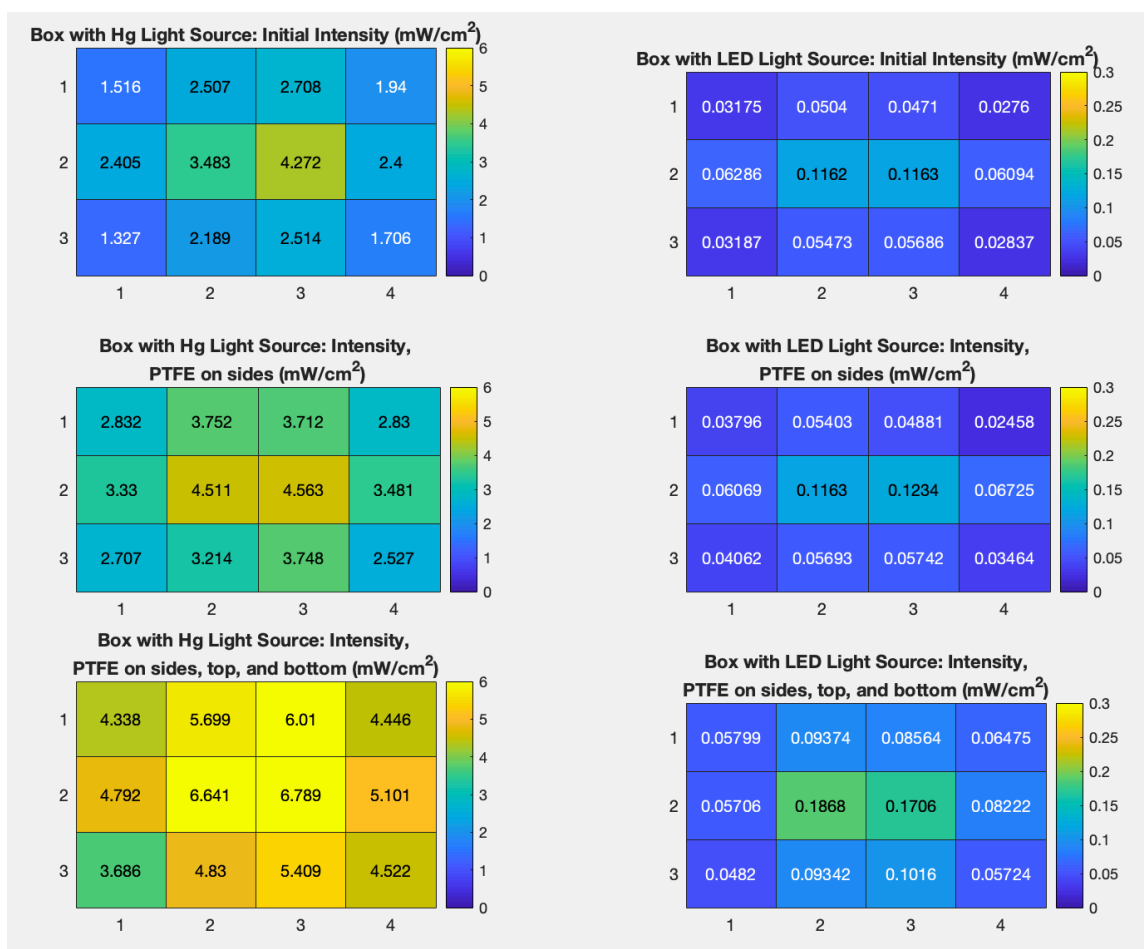 Box with Hg Light Source: Initial Intensity (mW/cm2)
6
5
4
3
2
1
0
1 1.516 2.507 2.708 1.94
2 2.405 3.483 4.272 2.4
3 1.327 2.189 2.514 1.706
1 2 3 4
Box with LED Light Source: Initial Intensity (mW/cm2)
0.3
0.25
0.2
0.15
0.1
0.05
0
1 0.03175 0.0504 0.0471 0.0276
2 0.06286 0.1162 0.1163 0.06094
3 0.03187 0.05473 0.05686 0.02837
1 2 3 4
Box with Hg Light Source: Intensity,
PTFE on sides (mW/cm2)
6
5
4
3
2
1
0
1 2.832 3.752 3.712 2.83
2 3.33 4.511 4.563 3.481
3 2.707 3.214 3.748 2.527
1 2 3 4
Box with LED Light Source: Intensity,
PTFE on sides (mW/cm2)
0.3
0.25
0.2
0.15
0.1
0.05
0
1 0.03796 0.05403 0.04881 0.02458
2 0.06069 0.1163 0.1234 0.06725
3 0.04062 0.05693 0.05742 0.03464
1 2 3 4
Box with Hg Light Source: Intensity,
PTFE on sides, top, and bottom (mW/cm2)
6
5
4
3
2
1
0
1 4.338 5.699 6.01 4.446
2 4.792 6.641 6.789 5.101
3 3.686 4.83 5.409 4.522
1 2 3 4
Box with LED Light Source: Intensity,
PTFE on sides, top, and bottom (mW/cm2)
0.3
0.25
0.2
0.15
0.1
0.05
0
1 0.05799 0.09374 0.08564 0.06475
2 0.05706 0.1868 0.1706 0.08222
3 0.0482 0.09342 0.1016 0.05724
1 2 3 4